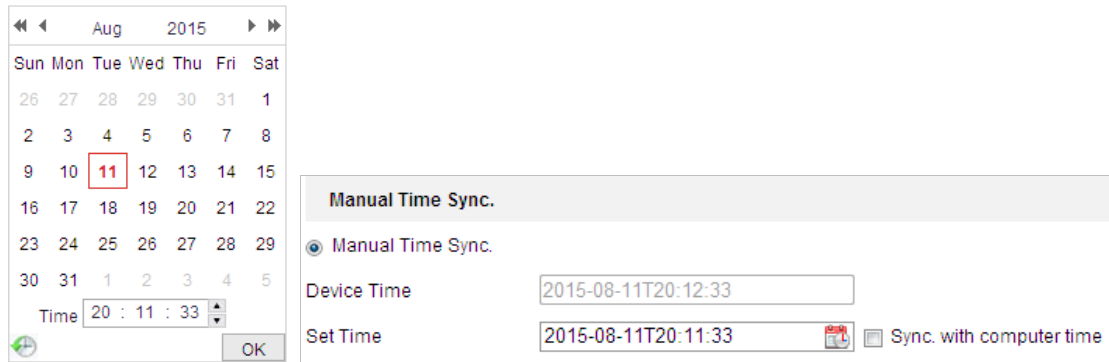 Aug 2015
Sun Mon Tue Wed Thu Fri Sat
26 27 28 29 30 31 1
2 3 4 5 6 7 8
9 10 11 12 13 14 15
16 17 18 19 20 21 22
23 24 25 26 27 28 29
30 31 1 2 3 4 5
Time 20 : 11 : 33
OK
Manual Time Sync.
Manual Time Sync.
Device Time 2015-08-11T20:12:33
Set Time 2015-08-11T20:11:33 Sync. with computer time